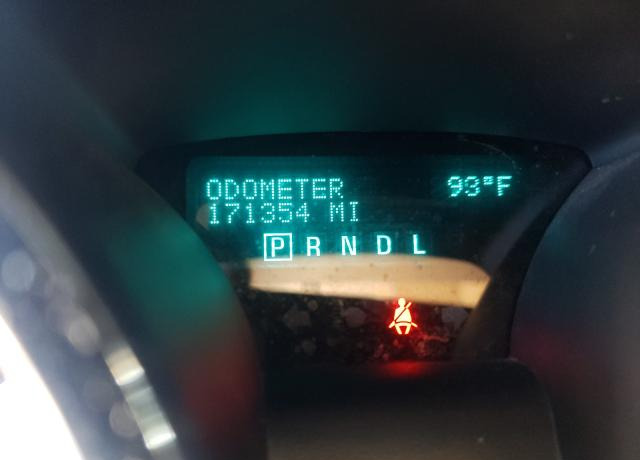 ODOMETER 93°F
171354 MI
P R N D L